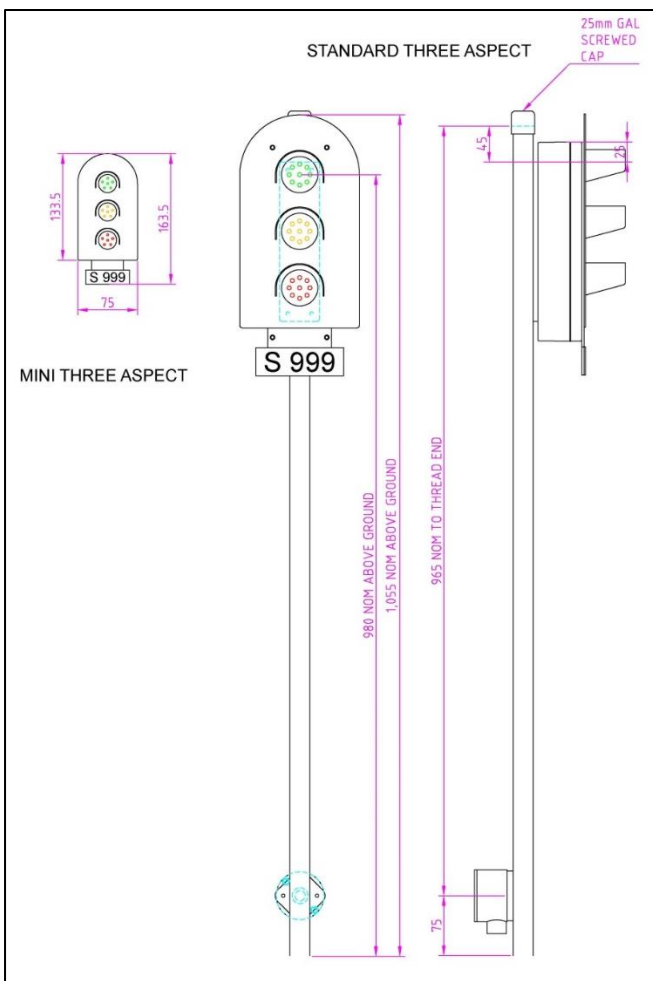 STANDARD THREE ASPECT
25mm GAL
SCREWED
CAP
45
25
133.5
163.5
S 999
75
MINI THREE ASPECT
S 999
980 NOM ABOVE GROUND
1,055 NOM ABOVE GROUND
965 NOM TO THREAD END
75